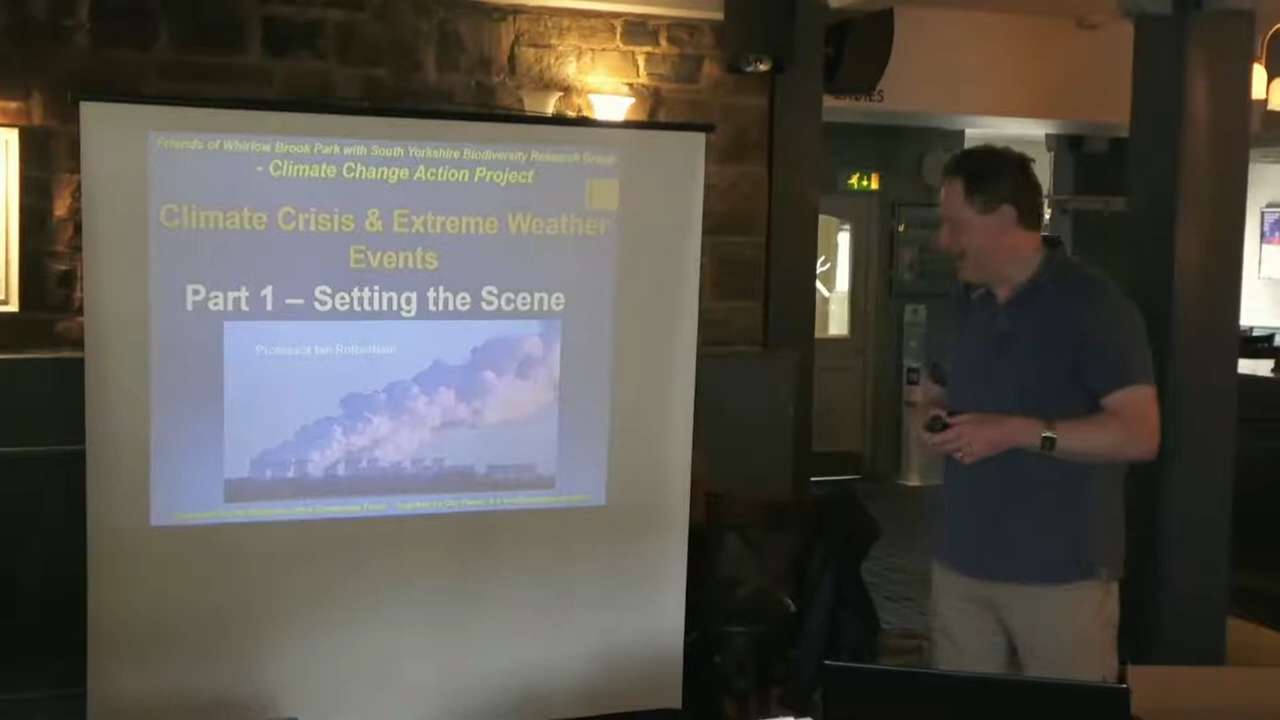 Friends of Whirlow Brook Park with South Yorkshire Biodiversity Research Group
- Climate Change Action Project
Climate Crisis & Extreme Weather
Events
Part 1 – Setting the Scene
Professor Ian Rotherham
LADIES